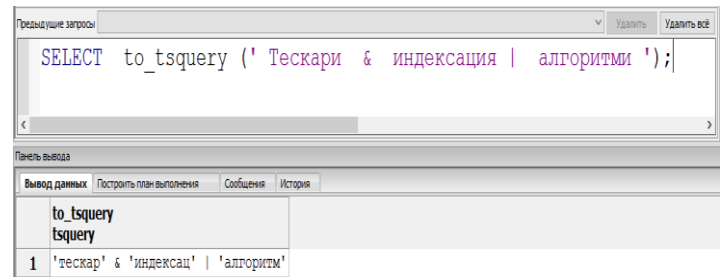 Предыдущие запросы Удалить Удалить всё
SELECT to_tsquery (' Тескари & индексация | алгоритми ');
Панель вывода
Вывод данных Построить план выполнения Сообщения История
to_tsquery
tsquery
1 'тескар' & 'индексац' | 'алгоритм'